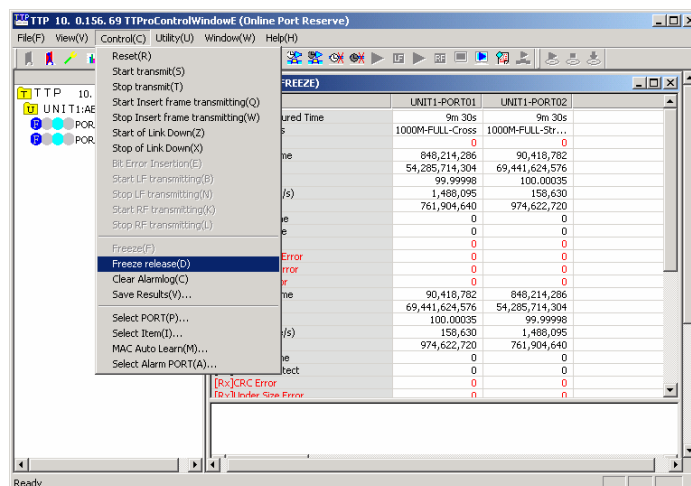 TTP 10. 0.156. 69 TTProControlWindowE (Online Port Reserve)
File(F) View(V) Control(C) Utility(U) Window(W) Help(H)
Reset(R)
Start transmit(S)
Stop transmit(T)
Start Insert frame transmitting(Q)
Stop Insert frame transmitting(W)
Start of Link Down(Z)
Stop of Link Down(X)
Bit Error Insertion(E)
Start LF transmitting(B)
Stop LF transmitting(N)
Start RF transmitting(K)
Stop RF transmitting(L)
Freeze(F)
Freeze release(D)
Clear Alarmlog(C)
Save Results(V)...
Select PORT(P)...
Select Item(I)...
MAC Auto Learn(M)...
Select Alarm PORT(A)...
T TTP 10.
U UNIT1:AE
POR
POR
FREEZE)
UNIT1-PORT01 UNIT1-PORT02
ured Time 9m 30s 9m 30s
s 1000M-FULL-Cross 1000M-FULL-Str...
0 0
me 848,214,286 90,418,782
54,285,714,304 69,441,624,576
99.99998 100.00035
/s) 1,488,095 158,630
761,904,640 974,622,720
ne 0 0
e 0 0
0 0
Error 0 0
rror 0 0
or 0 0
me 90,418,782 848,214,286
69,441,624,576 54,285,714,304
100.00035 99.99998
e/s) 158,630 1,488,095
974,622,720 761,904,640
ne 0 0
tect 0 0
[Rx]CRC Error 0 0
[Rx]Under Size Error 0 0
Ready